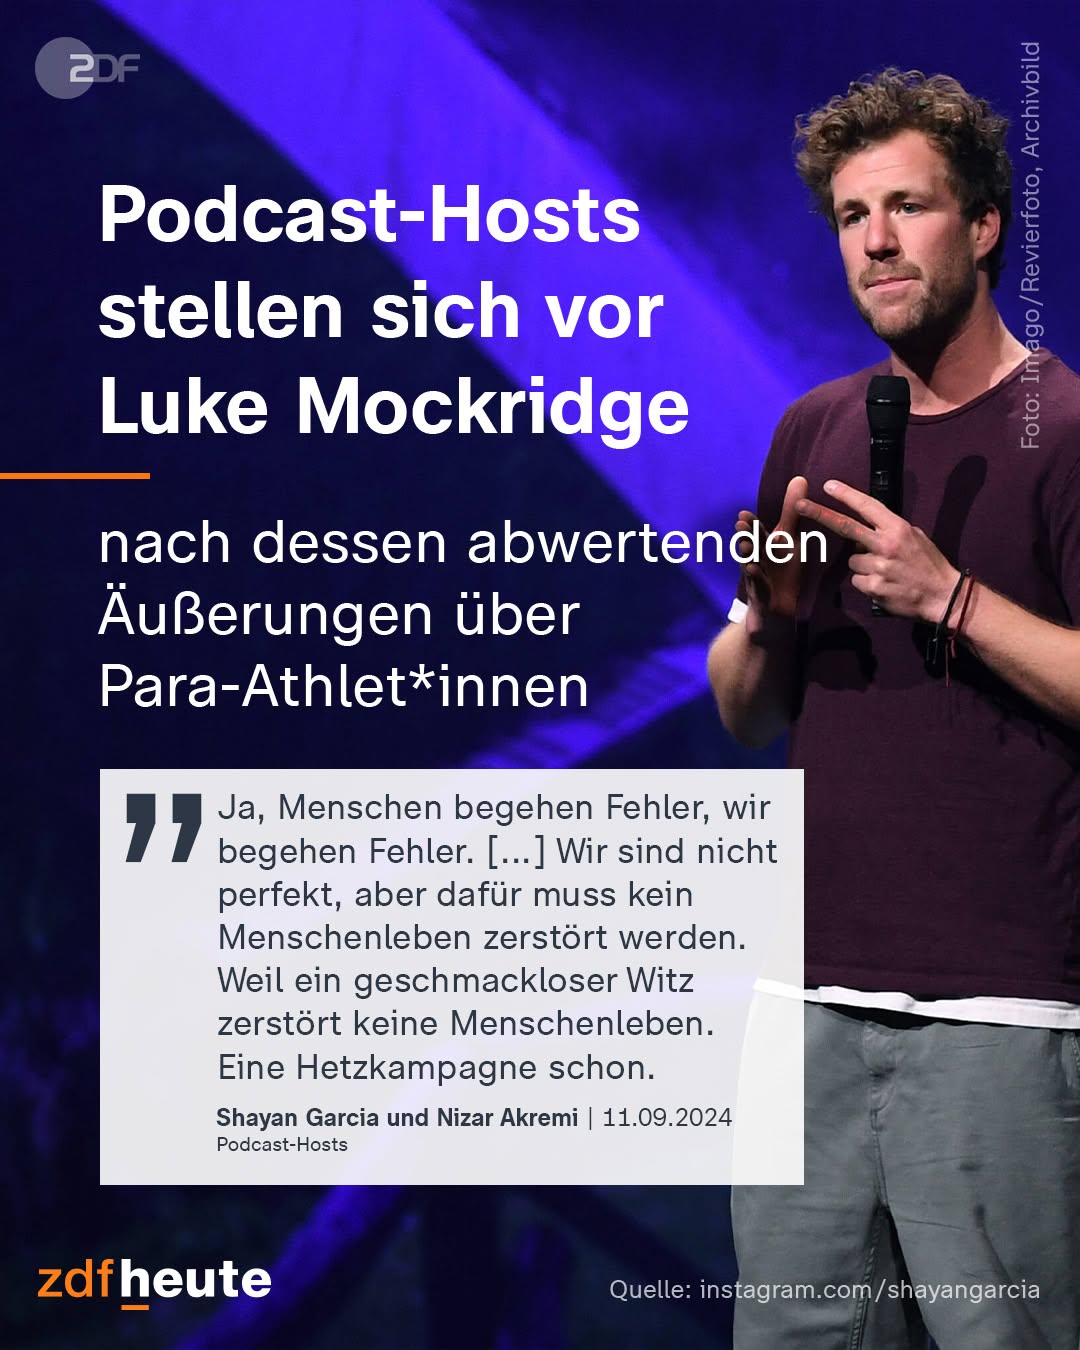 ZDF
Foto: Imago/Revierfoto, Archivbild
Podcast-Hosts
stellen sich vor
Luke Mockridge
nach dessen abwertenden
Äußerungen über
Para-Athlet*innen
" Ja, Menschen begehen Fehler, wir
begehen Fehler. [...] Wir sind nicht
perfekt, aber dafür muss kein
Menschenleben zerstört werden.
Weil ein geschmackloser Witz
zerstört keine Menschenleben.
Eine Hetzkampagne schon.
Shayan Garcia und Nizar Akremi | 11.09.2024
Podcast-Hosts
zdfheute
Quelle: instagram.com/shayangarcia